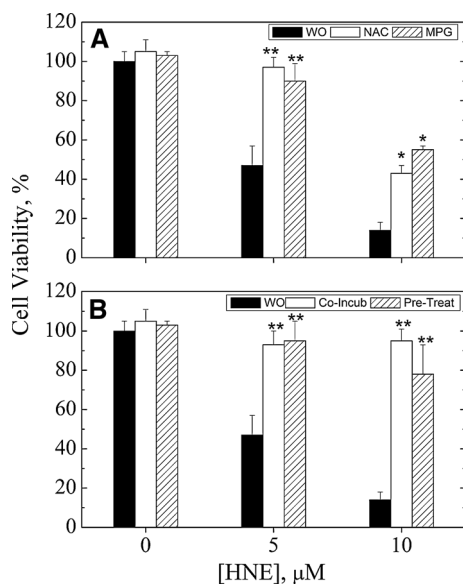 A
WO NAC MPG
120
100
80
60
40
20
0
** **
* *
Cell Viability, %
B
WO Co-Incub Pre-Treat
120
100
80
60
40
20
0
** **
** **
0 5 10
[HNE], μM